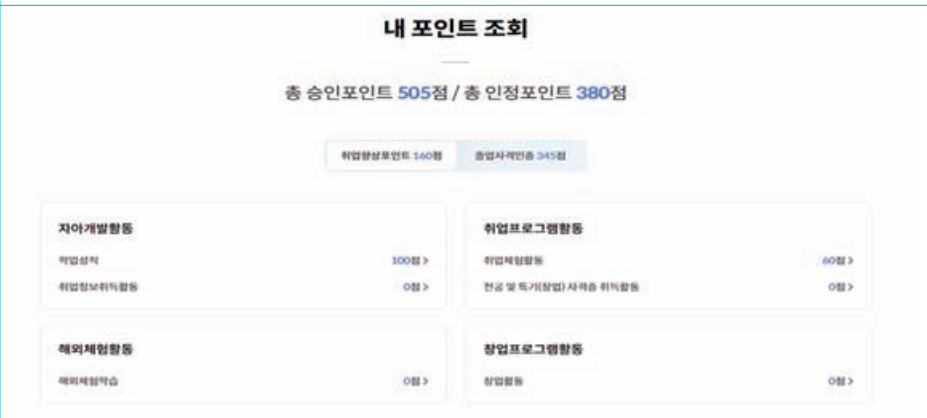 내 포인트 조회
총 승인포인트 505점 / 총 인정포인트 380점
취업향상포인트 160점
졸업자격인증 345점
자아개발활동
학업성적 100점 >
취업정보취득활동 0점 >
취업프로그램활동
취업체험활동 60점 >
전공 및 특기(창업) 자격증 취득활동 0점 >
해외체험활동
해외체험학습 0점 >
창업프로그램활동
창업활동 0점 >